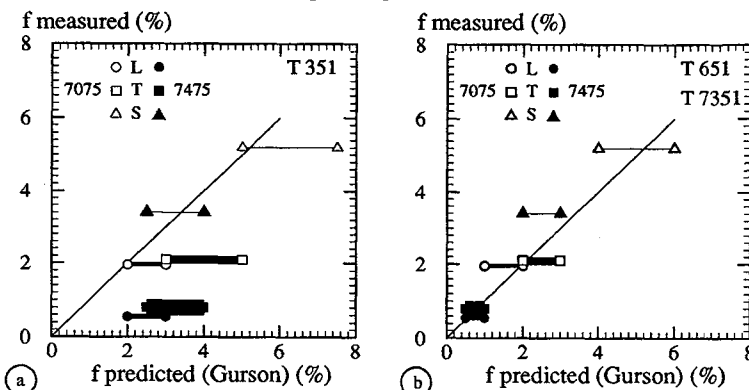 f measured (%)
8
6
4
2
0
0 2 4 6 8
f predicted (Gurson) (%)
T 351
L
7075 T 7475
S
a
f measured (%)
8
6
4
2
0
0 2 4 6 8
f predicted (Gurson) (%)
T 651
T 7351
L
7075 T 7475
S
b